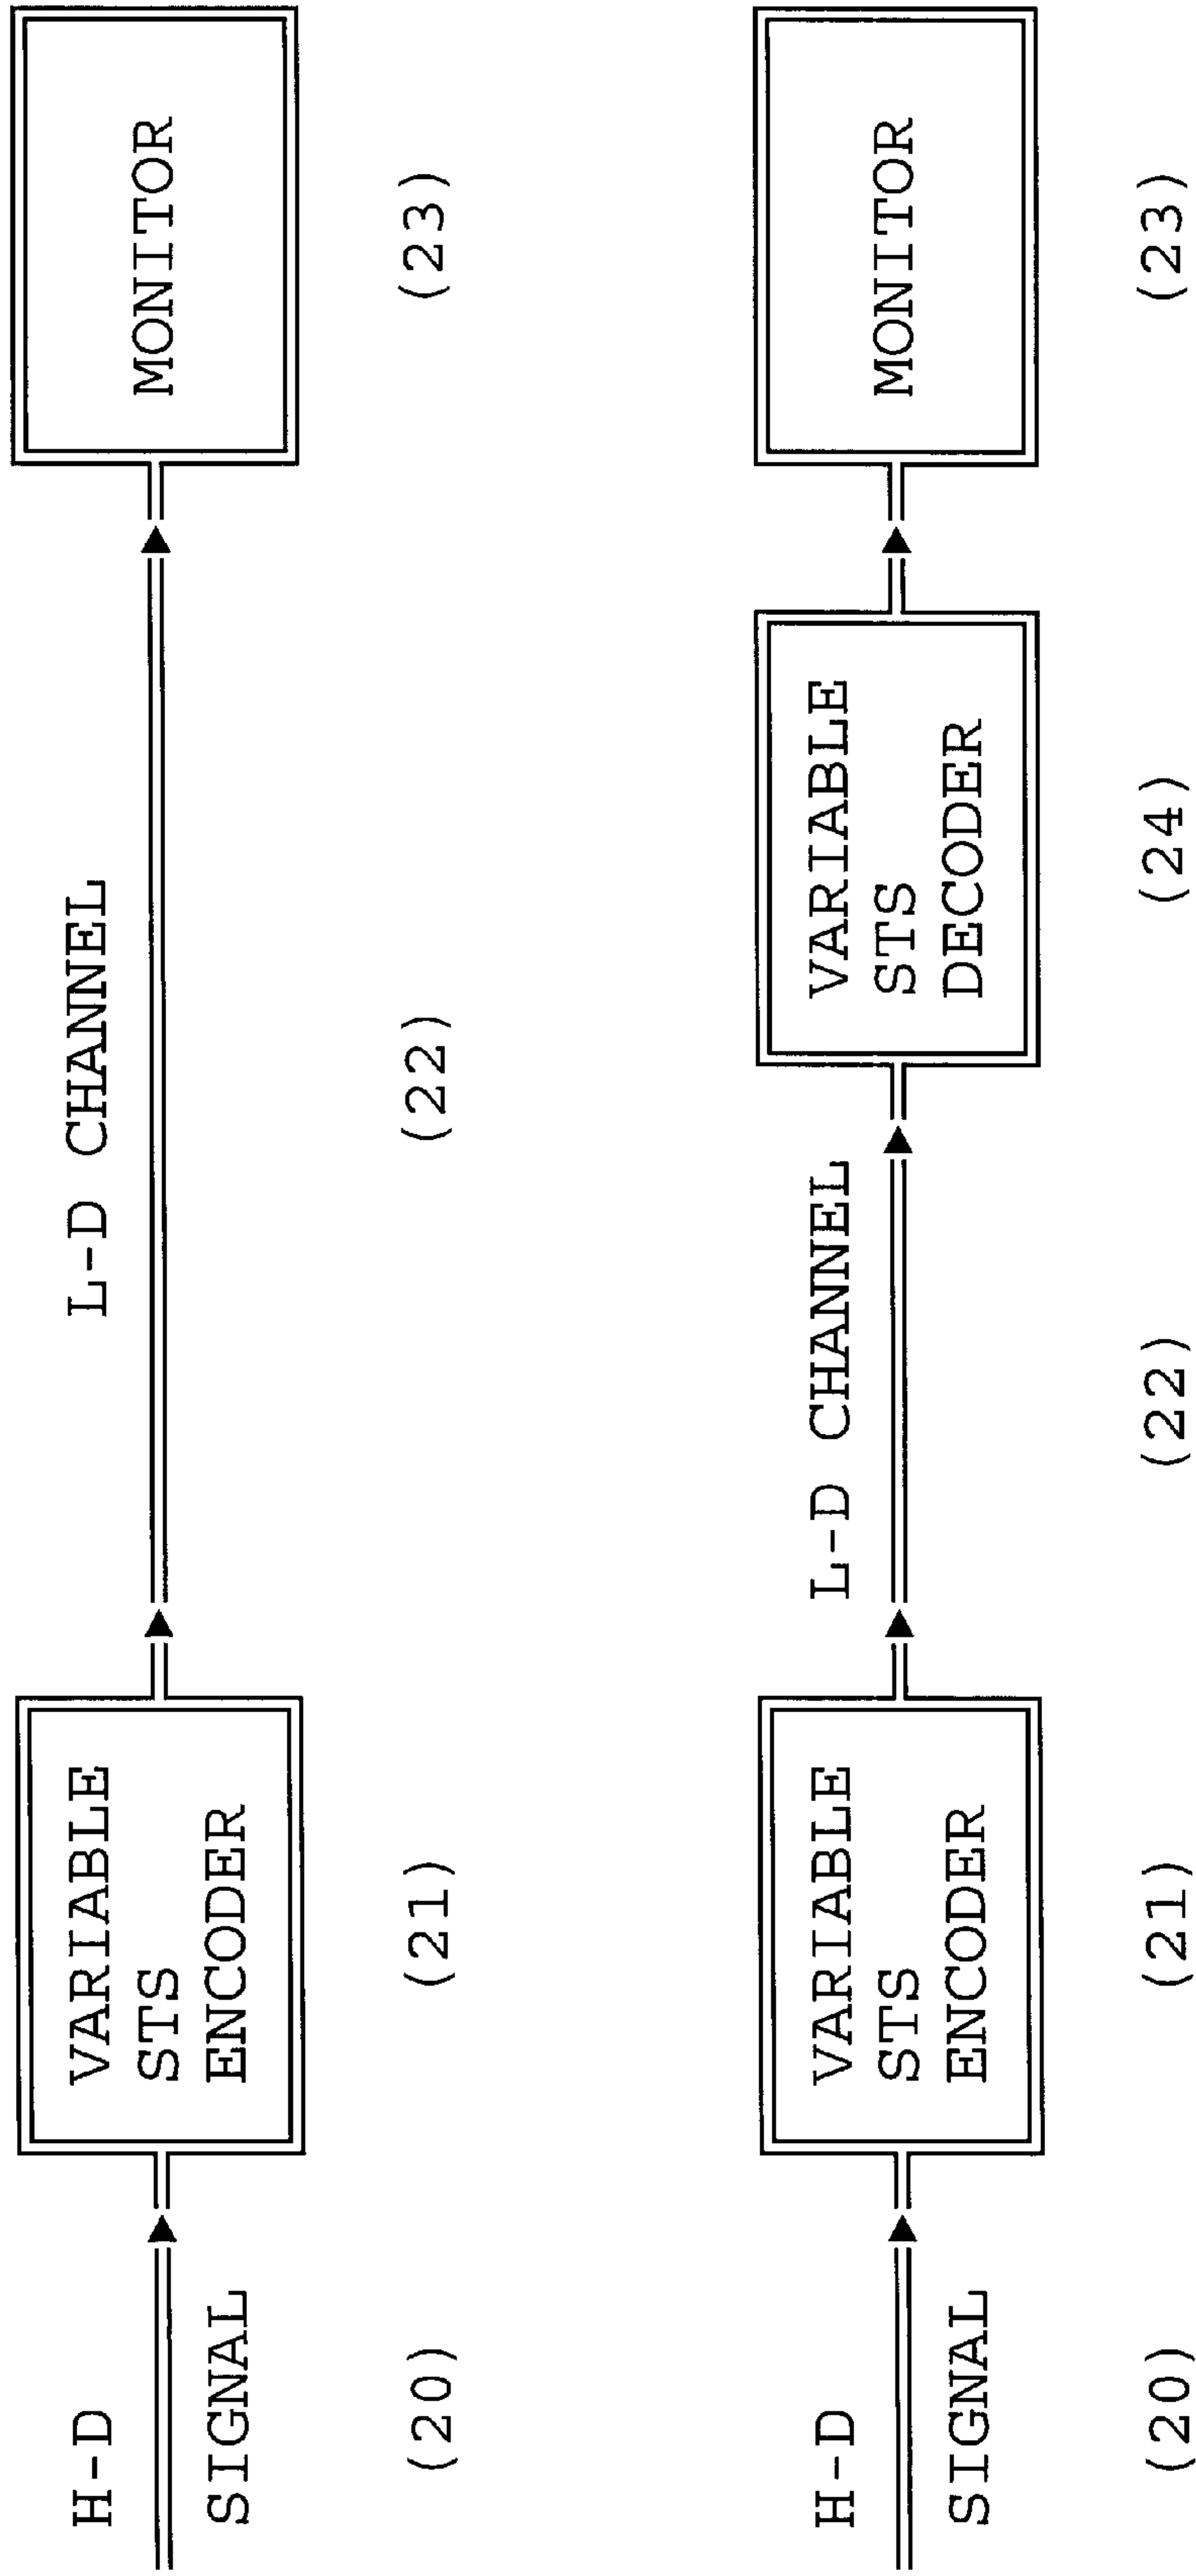 H-D
SIGNAL
(20)
VARIABLE
STS
ENCODER
(21)
L-D CHANNEL
(22)
MONITOR
(23)
H-D
SIGNAL
(20)
VARIABLE
STS
ENCODER
(21)
L-D CHANNEL
(22)
VARIABLE
STS
DECODER
(24)
MONITOR
(23)